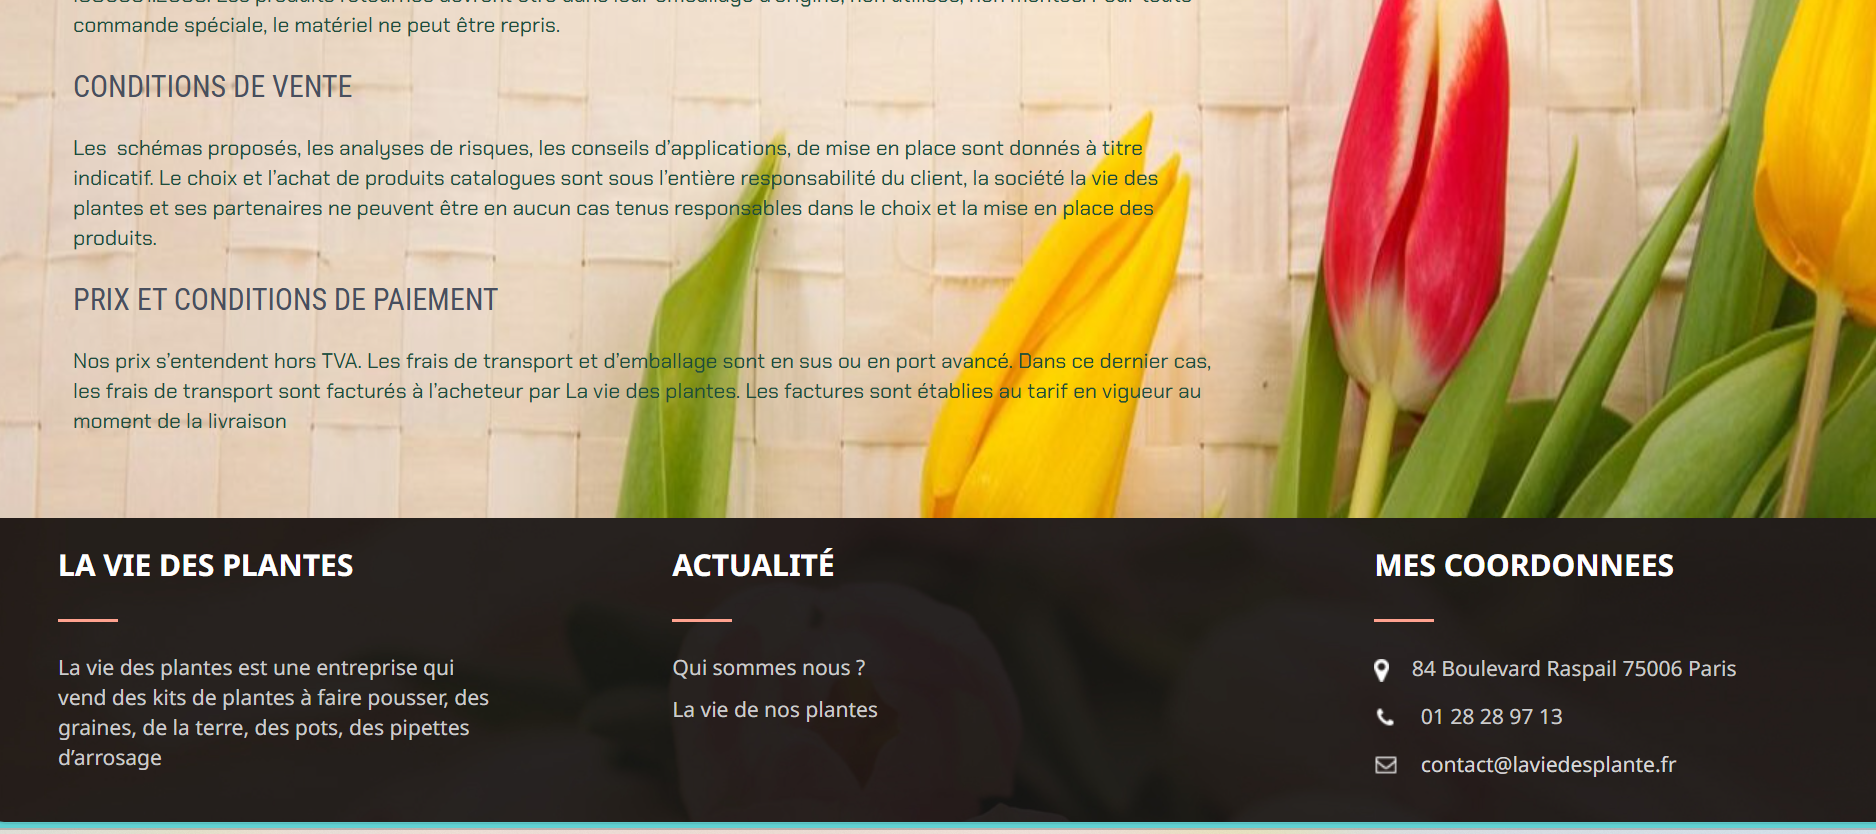 commande spéciale, le matériel ne peut être repris.
CONDITIONS DE VENTE
Les schémas proposés, les analyses de risques, les conseils d’applications, de mise en place sont donnés à titre
indicatif. Le choix et l’achat de produits catalogues sont sous l’entière responsabilité du client, la société la vie des
plantes et ses partenaires ne peuvent être en aucun cas tenus responsables dans le choix et la mise en place des
produits.
PRIX ET CONDITIONS DE PAIEMENT
Nos prix s’entendent hors TVA. Les frais de transport et d’emballage sont en sus ou en port avancé. Dans ce dernier cas,
les frais de transport sont facturés à l’acheteur par La vie des plantes. Les factures sont établies au tarif en vigueur au
moment de la livraison
LA VIE DES PLANTES
La vie des plantes est une entreprise qui
vend des kits de plantes à faire pousser, des
graines, de la terre, des pots, des pipettes
d’arrosage
ACTUALITÉ
Qui sommes nous ?
La vie de nos plantes
MES COORDONNEES
84 Boulevard Raspail 75006 Paris
01 28 28 97 13
contact@laviedesplante.fr